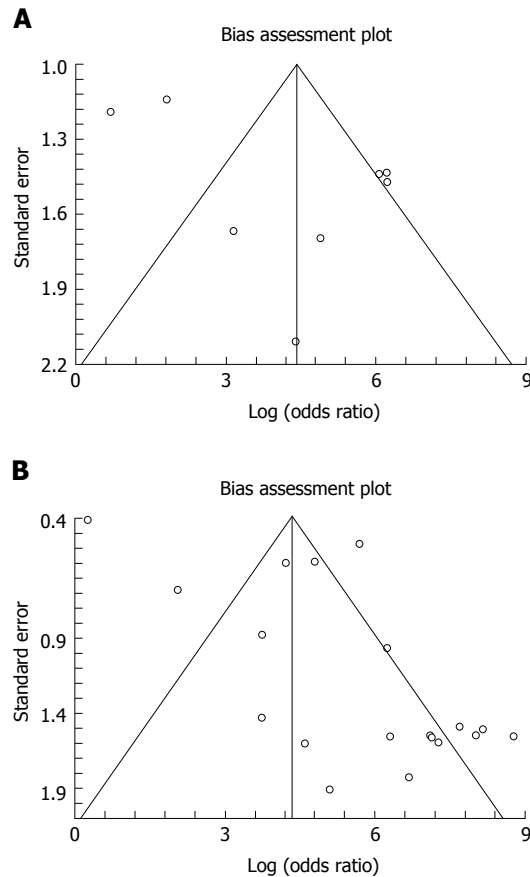 A
Bias assessment plot
1.0
1.3
1.6
1.9
2.2
Standard error
0
3
6
9
Log (odds ratio)
B
Bias assessment plot
0.4
0.9
1.4
1.9
Standard error
0
3
6
9
Log (odds ratio)